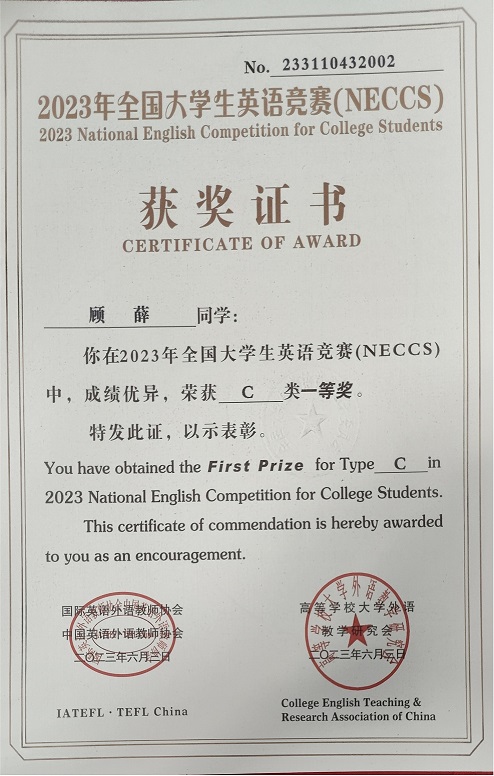 No. 233110432002
2023年全国大学生英语竞赛(NECCS)
2023 National English Competition for College Students
获奖证书
CERTIFICATE OF AWARD
顾 薛 同学：
你在2023年全国大学生英语竞赛(NECCS)
中，成绩优异，荣获 C 类一等奖。
特发此证，以示表彰。
You have obtained the First Prize for Type C in
2023 National English Competition for College Students.
This certificate of commendation is hereby awarded
to you as an encouragement.
国际英语外语教师协会
中国英语外语教师协会
二〇二三年六月三日
IATEFL · TEFL China
高等学校大学外语
教学研究会
二〇二三年六月三日
College English Teaching &
Research Association of China